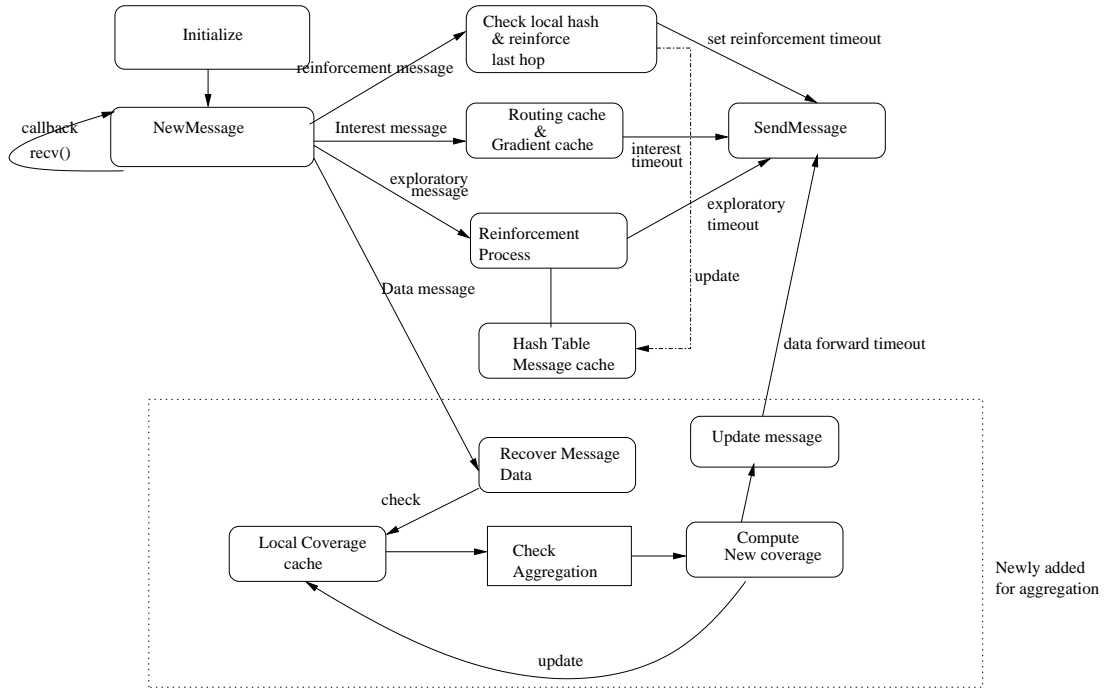 Initialize
Check local hash
& reinforce
last hop
set reinforcement timeout
reinforcement message
callback
recv()
NewMessage
Interest message
Routing cache
&
Gradient cache
interest
timeout
SendMessage
exploratory
message
Reinforcement
Process
exploratory
timeout
update
Data message
Hash Table
Message cache
data forward timeout
Update message
Recover Message
Data
check
Local Coverage
cache
Check
Aggregation
Compute
New coverage
Newly added
for aggregation
update